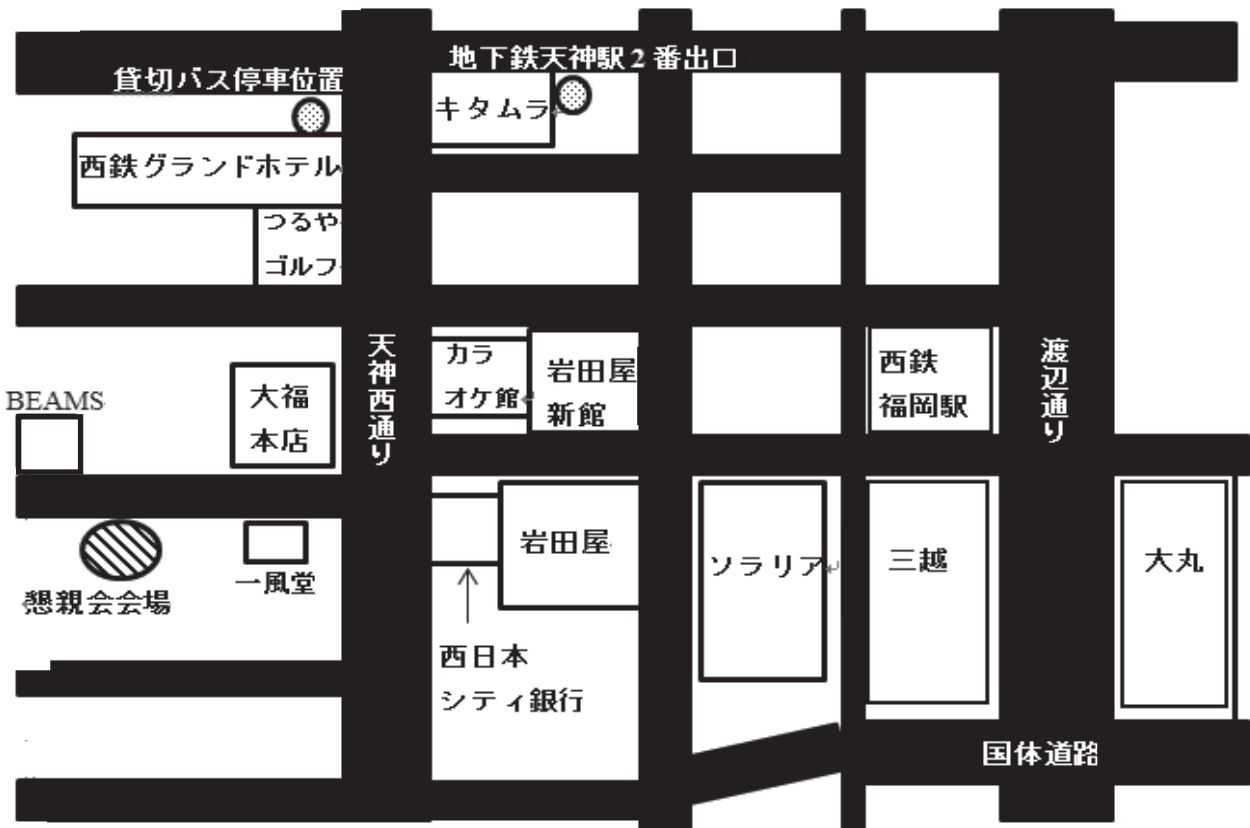 地下鉄天神駅2番出口
貸切バス停車位置
キタムラ
西鉄グランドホテル
つるや
ゴルフ
天神西通り
カラ
オケ館
岩田屋
新館
西鉄
福岡駅
渡辺通り
BEAMS
大福
本店
岩田屋
ソラリア
三越
大丸
一風堂
懇親会会場
西日本
シティ銀行
国体道路